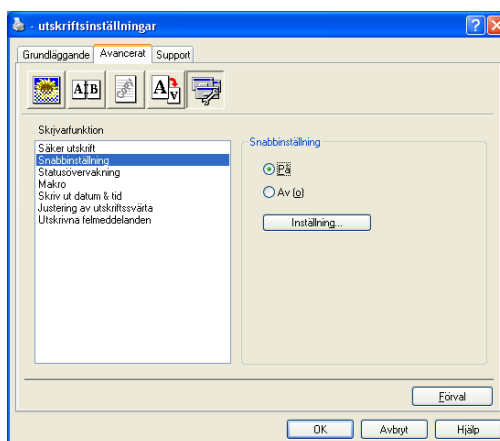 - utskriftsinställningar
Grundläggande Avancerat Support
Skrivarfunktion
Säker utskrift
Snabbinställning
Statusövervakning
Makro
Skriv ut datum & tid
Justering av utskriftssvärta
Utskrivna felmeddelanden
Snabbinställning
På
Av (o)
Inställning...
Förval
OK Avbryt Hjälp